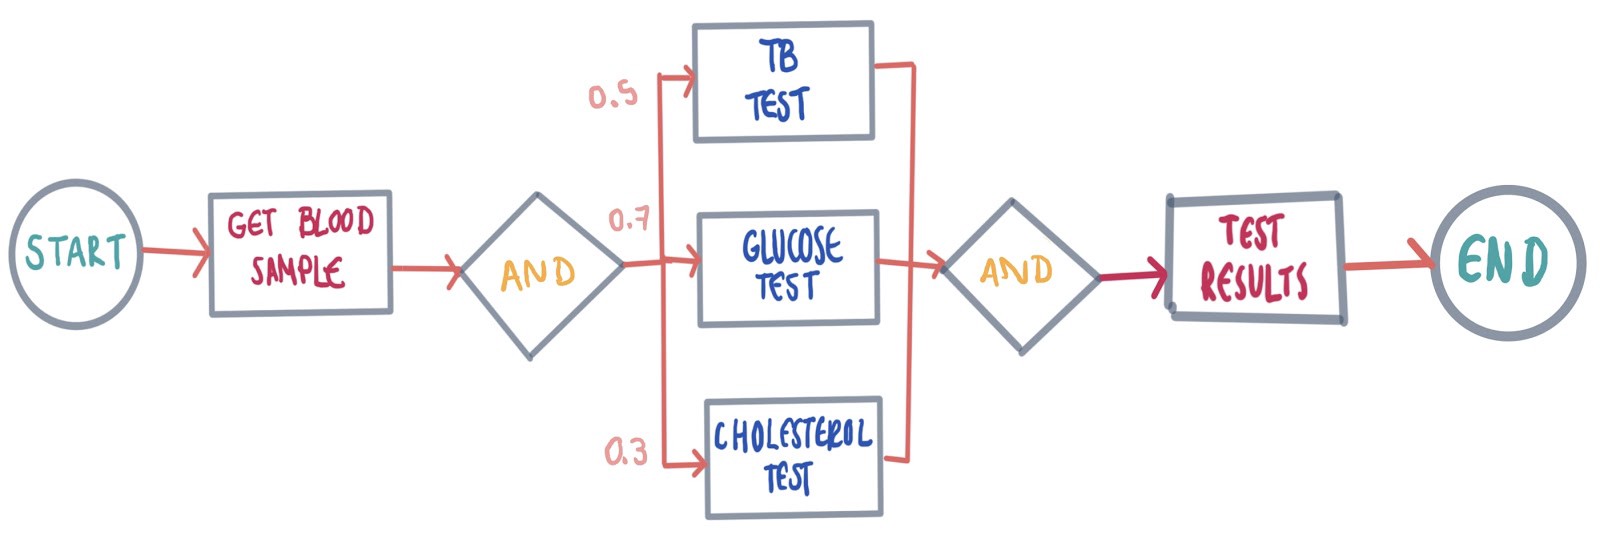 START
GET BLOOD
SAMPLE
AND
0.5
TB
TEST
0.7
GLUCOSE
TEST
0.3
CHOLESTEROL
TEST
AND
TEST
RESULTS
END